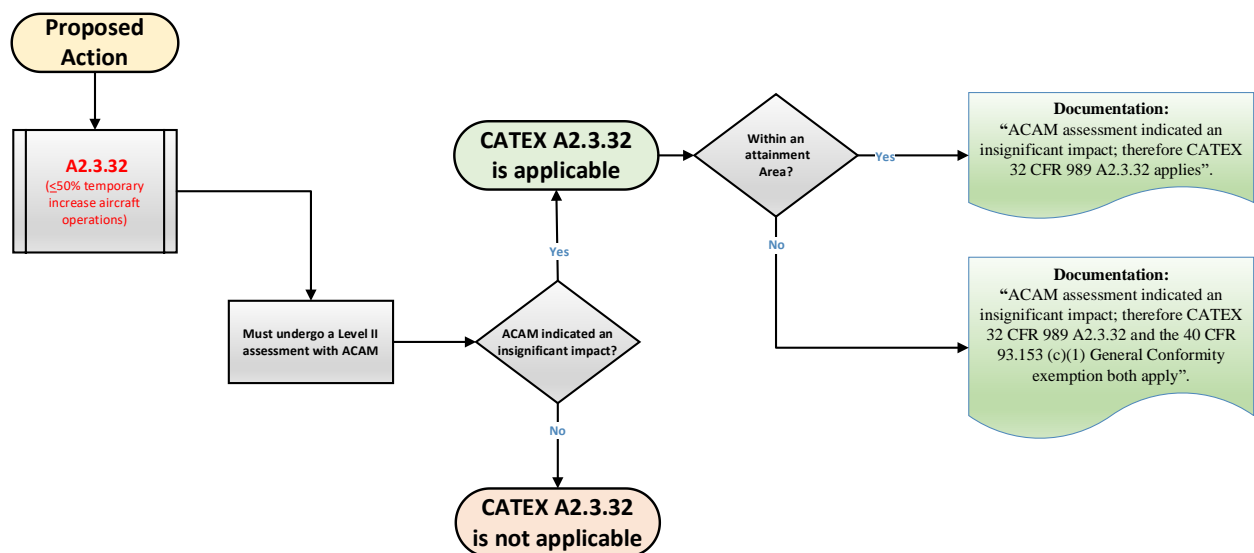 Proposed
Action
A2.3.32
(≤50% temporary
increase aircraft
operations)
Must undergo a Level II
assessment with ACAM
ACAM indicated an
insignificant impact?
Yes
No
CATEX A2.3.32
is applicable
CATEX A2.3.32
is not applicable
Within an
attainment
Area?
Yes
No
Documentation:
“ACAM assessment indicated an
insignificant impact; therefore CATEX
32 CFR 989 A2.3.32 applies”.
Documentation:
“ACAM assessment indicated an
insignificant impact; therefore CATEX
32 CFR 989 A2.3.32 and the 40 CFR
93.153 (c)(1) General Conformity
exemption both apply”.